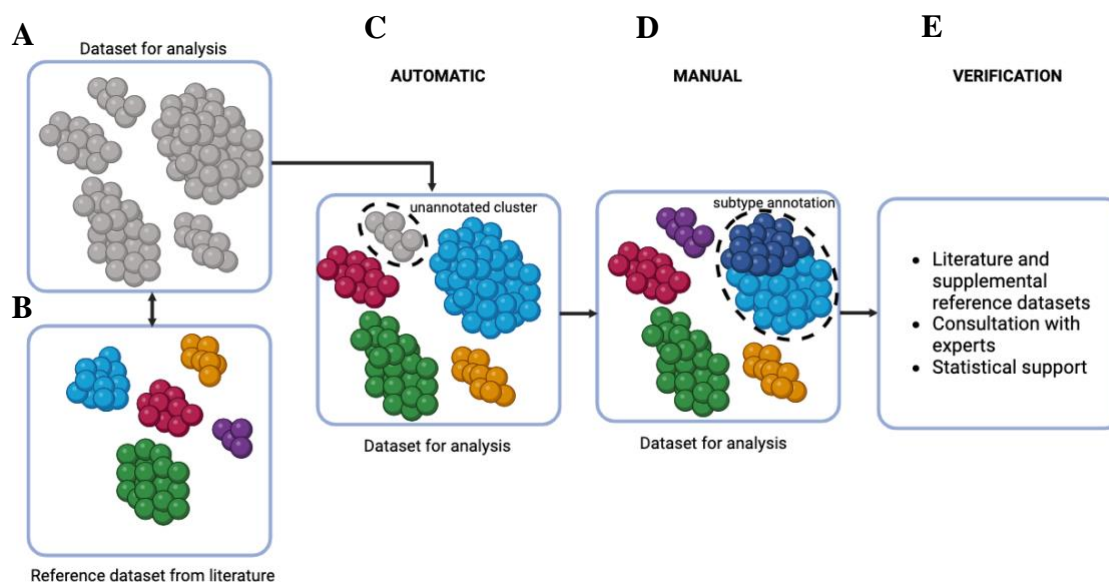 A
Dataset for analysis
B
Reference dataset from literature
C
AUTOMATIC
unannotated cluster
Dataset for analysis
D
MANUAL
subtype annotation
Dataset for analysis
E
VERIFICATION
• Literature and
supplemental
reference datasets
• Consultation with
experts
• Statistical support